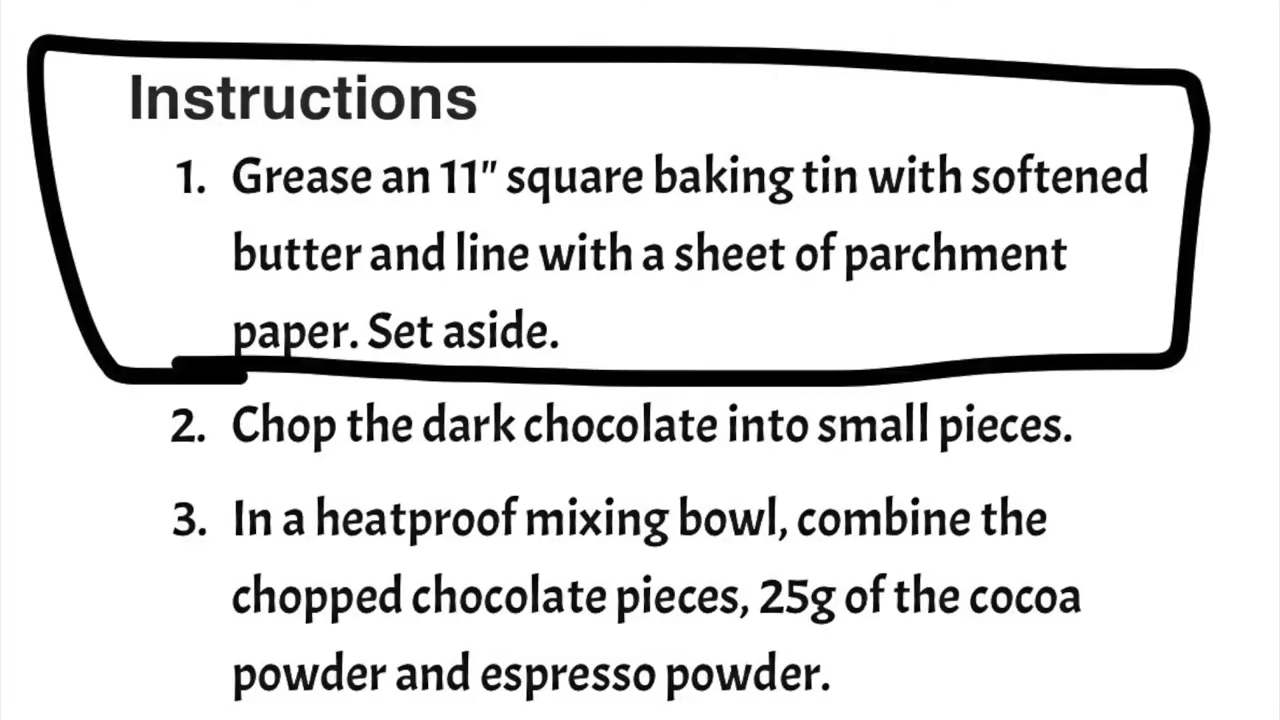 Instructions
1. Grease an 11" square baking tin with softened
butter and line with a sheet of parchment
paper. Set aside.
2. Chop the dark chocolate into small pieces.
3. In a heatproof mixing bowl, combine the
chopped chocolate pieces, 25g of the cocoa
powder and espresso powder.